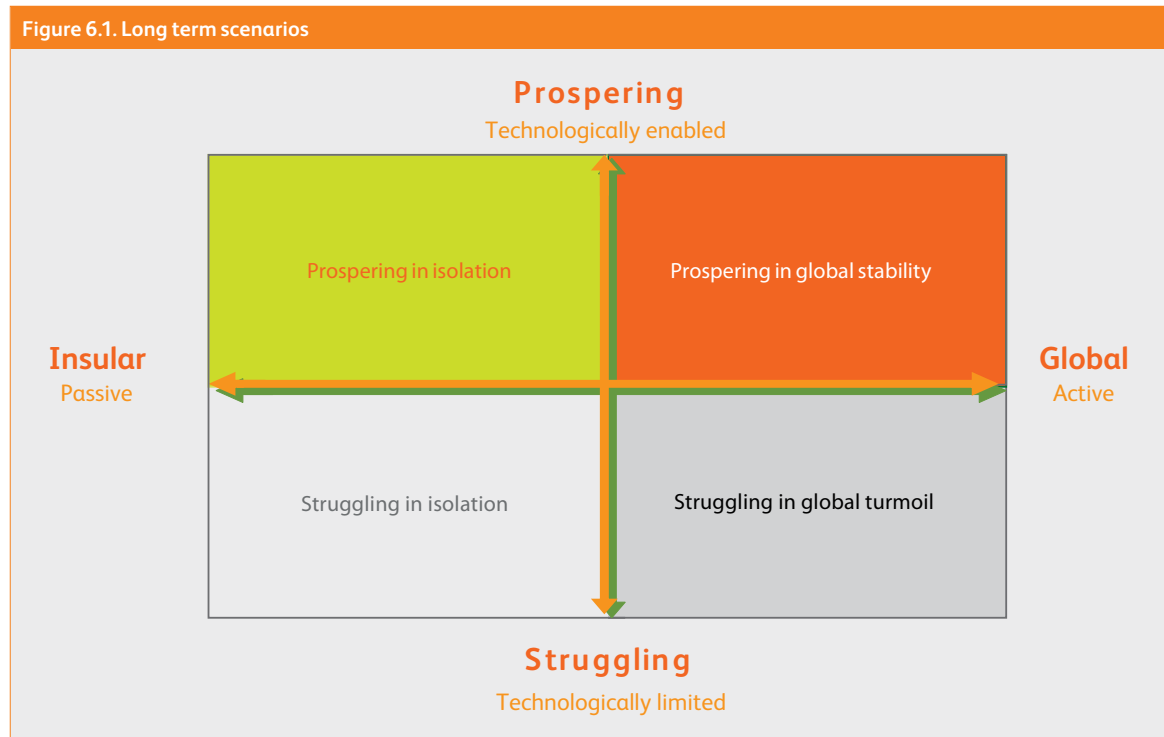 Figure 6.1. Long term scenarios
Prospering
Technologically enabled
Prospering in isolation
Prospering in global stability
Insular
Passive
Global
Active
Struggling in isolation
Struggling in global turmoil
Struggling
Technologically limited